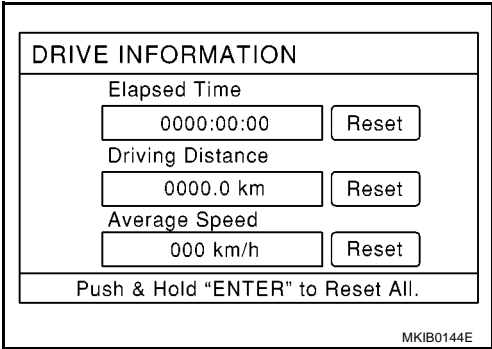 DRIVE INFORMATION
Elapsed Time
0000:00:00 Reset
Driving Distance
0000.0 km Reset
Average Speed
000 km/h Reset
Push & Hold “ENTER” to Reset All.
MKIB0144E